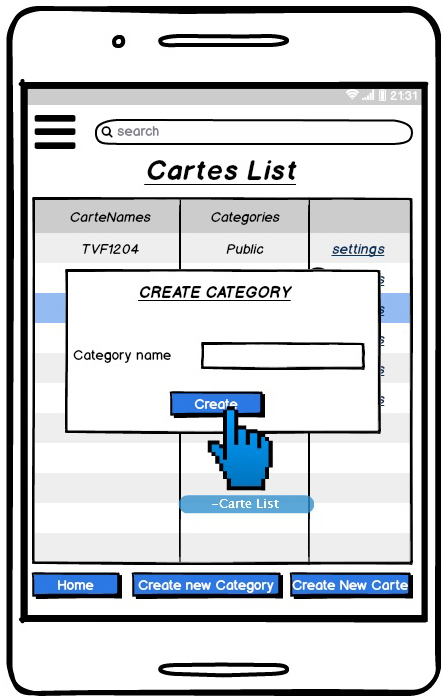 21:31
search
Cartes List
CarteNames Categories
TVF1204 Public settings
s
CREATE CATEGORY
s
s
Category name
s
s
Create
-Carte List
Home Create new Category Create New Carte